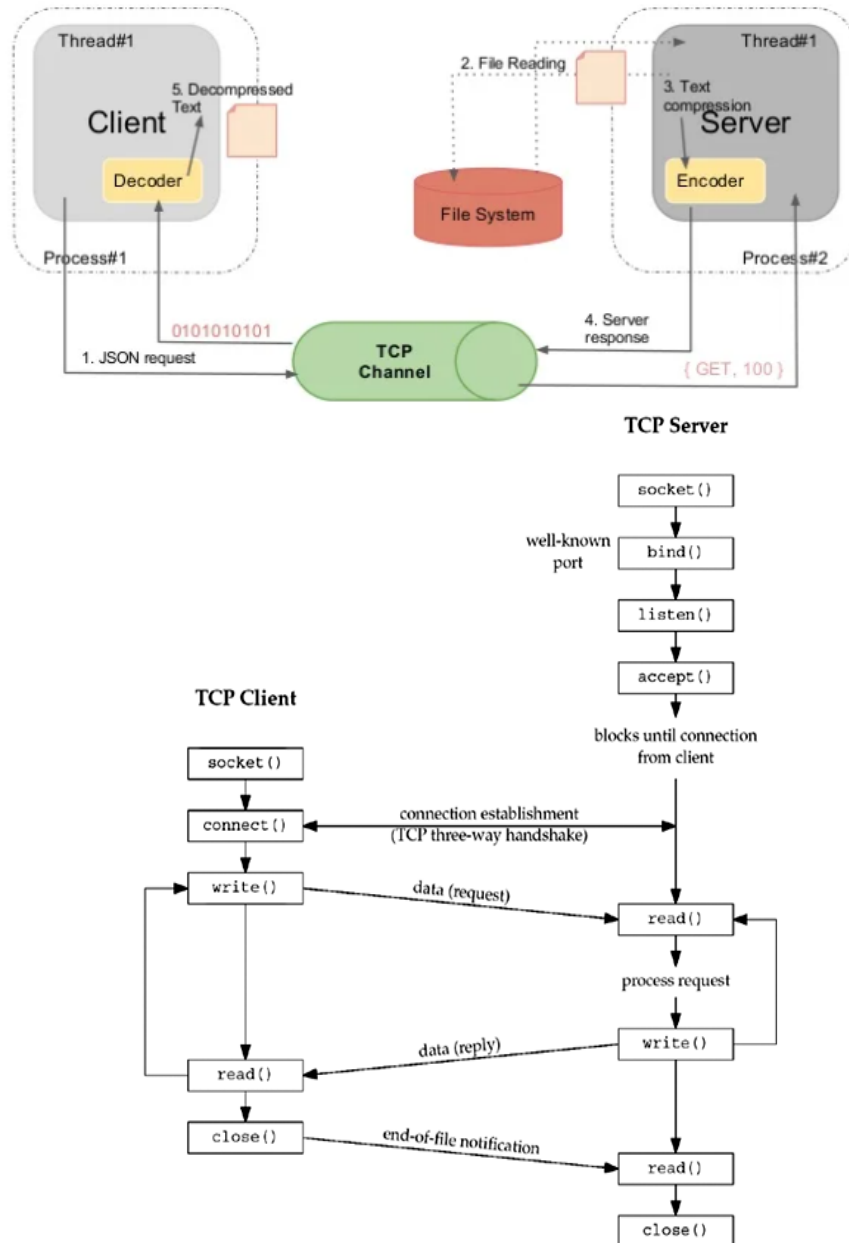 Thread#1
5. Decompressed
Text
Client
Decoder
Process#1
2. File Reading
File System
Thread#1
3. Text
compression
Server
Encoder
Process#2
0101010101
1. JSON request
TCP
Channel
4. Server
response
{ GET, 100 }
TCP Server
socket()
well-known
port
bind()
listen()
accept()
blocks until connection
from client
TCP Client
socket()
connect()
connection establishment
(TCP three-way handshake)
write()
data (request)
read()
process request
write()
data (reply)
read()
close()
end-of-file notification
read()
close()